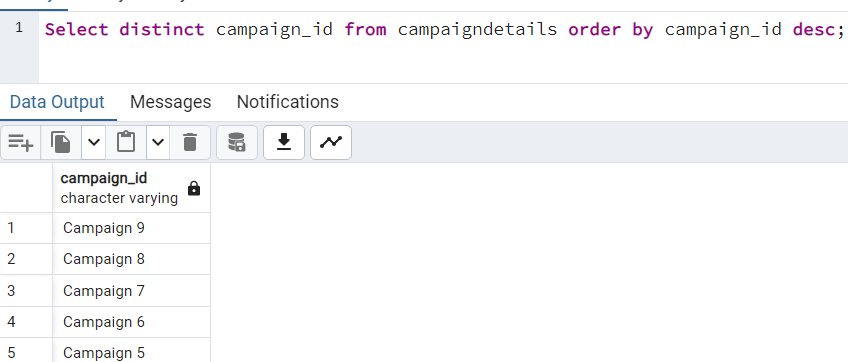 1 Select distinct campaign_id from campaigndetails order by campaign_id desc;
Data Output Messages Notifications
campaign_id
character varying
1 Campaign 9
2 Campaign 8
3 Campaign 7
4 Campaign 6
5 Campaign 5